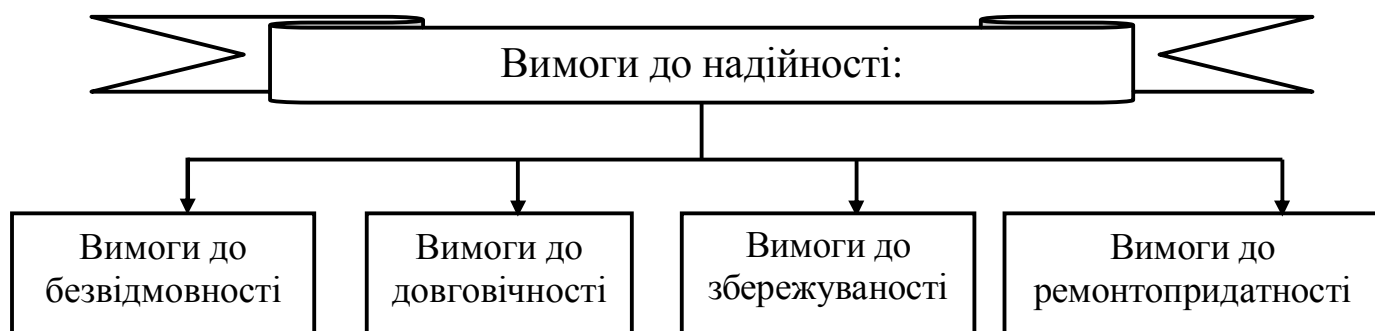 Вимоги до надійності:
Вимоги до
безвідмовності
Вимоги до
довговічності
Вимоги до
збережуваності
Вимоги до
ремонтопридатності